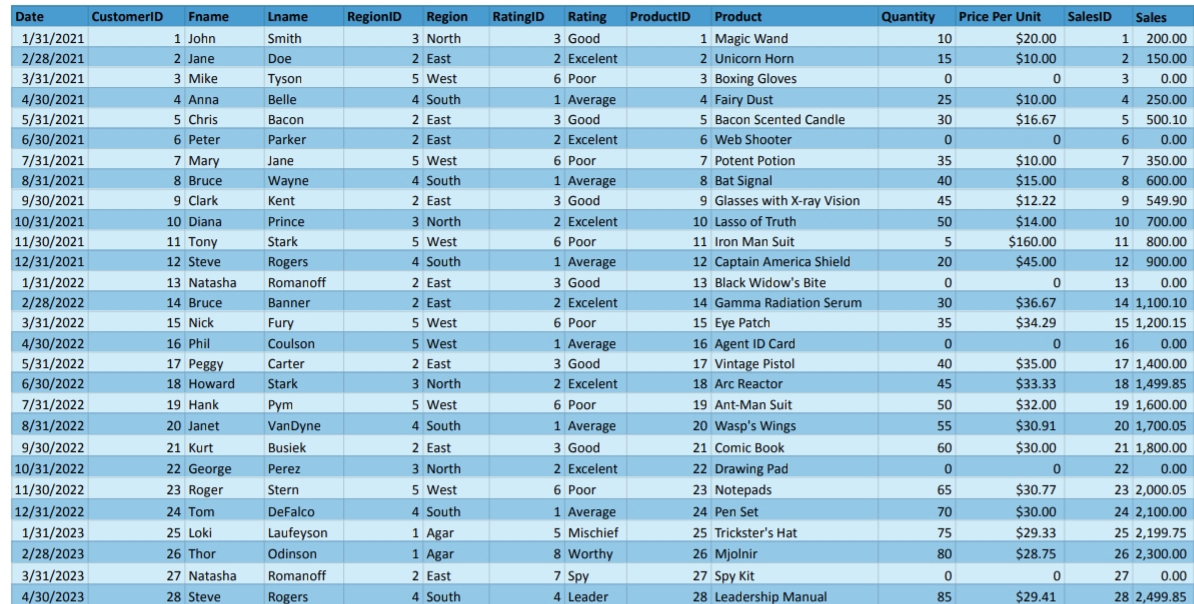 Date CustomerID Fname Lname RegionID Region RatingID Rating ProductID Product Quantity Price Per Unit SalesID Sales
1/31/2021 1 John Smith 3 North 3 Good 1 Magic Wand 10 $20.00 1 200.00
2/28/2021 2 Jane Doe 2 East 2 Excelent 2 Unicorn Horn 15 $10.00 2 150.00
3/31/2021 3 Mike Tyson 5 West 6 Poor 3 Boxing Gloves 0 0 3 0.00
4/30/2021 4 Anna Belle 4 South 1 Average 4 Fairy Dust 25 $10.00 4 250.00
5/31/2021 5 Chris Bacon 2 East 3 Good 5 Bacon Scented Candle 30 $16.67 5 500.10
6/30/2021 6 Peter Parker 2 East 2 Excelent 6 Web Shooter 0 0 6 0.00
7/31/2021 7 Mary Jane 5 West 6 Poor 7 Potent Potion 35 $10.00 7 350.00
8/31/2021 8 Bruce Wayne 4 South 1 Average 8 Bat Signal 40 $15.00 8 600.00
9/30/2021 9 Clark Kent 2 East 3 Good 9 Glasses with X-ray Vision 45 $12.22 9 549.90
10/31/2021 10 Diana Prince 3 North 2 Excelent 10 Lasso of Truth 50 $14.00 10 700.00
11/30/2021 11 Tony Stark 5 West 6 Poor 11 Iron Man Suit 5 $160.00 11 800.00
12/31/2021 12 Steve Rogers 4 South 1 Average 12 Captain America Shield 20 $45.00 12 900.00
1/31/2022 13 Natasha Romanoff 2 East 3 Good 13 Black Widow's Bite 0 0 13 0.00
2/28/2022 14 Bruce Banner 2 East 2 Excelent 14 Gamma Radiation Serum 30 $36.67 14 1,100.10
3/31/2022 15 Nick Fury 5 West 6 Poor 15 Eye Patch 35 $34.29 15 1,200.15
4/30/2022 16 Phil Coulson 5 West 1 Average 16 Agent ID Card 0 0 16 0.00
5/31/2022 17 Peggy Carter 2 East 3 Good 17 Vintage Pistol 40 $35.00 17 1,400.00
6/30/2022 18 Howard Stark 3 North 2 Excelent 18 Arc Reactor 45 $33.33 18 1,499.85
7/31/2022 19 Hank Pym 5 West 6 Poor 19 Ant-Man Suit 50 $32.00 19 1,600.00
8/31/2022 20 Janet VanDyne 4 South 1 Average 20 Wasp's Wings 55 $30.91 20 1,700.05
9/30/2022 21 Kurt Busiek 2 East 3 Good 21 Comic Book 60 $30.00 21 1,800.00
10/31/2022 22 George Perez 3 North 2 Excelent 22 Drawing Pad 0 0 22 0.00
11/30/2022 23 Roger Stern 5 West 6 Poor 23 Notepads 65 $30.77 23 2,000.05
12/31/2022 24 Tom DeFalco 4 South 1 Average 24 Pen Set 70 $30.00 24 2,100.00
1/31/2023 25 Loki Laufeyson 1 Agar 5 Mischief 25 Trickster's Hat 75 $29.33 25 2,199.75
2/28/2023 26 Thor Odinson 1 Agar 8 Worthy 26 Mjolnir 80 $28.75 26 2,300.00
3/31/2023 27 Natasha Romanoff 2 East 7 Spy 27 Spy Kit 0 0 27 0.00
4/30/2023 28 Steve Rogers 4 South 4 Leader 28 Leadership Manual 85 $29.41 28 2,499.85